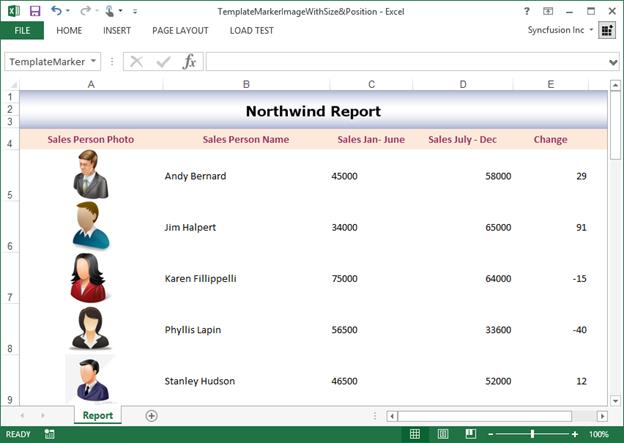 TemplateMarkerImageWithSize&Position - Excel
FILE HOME INSERT PAGE LAYOUT LOAD TEST Syncfusion Inc
TemplateMarker fx
A B C D E
1
2 Northwind Report
3
4 Sales Person Photo Sales Person Name Sales Jan- June Sales July - Dec Change
5 Andy Bernard 45000 58000 29
6 Jim Halpert 34000 65000 91
7 Karen Fillippelli 75000 64000 -15
8 Phyllis Lapin 56500 33600 -40
9 Stanley Hudson 46500 52000 12
Report
READY 100%